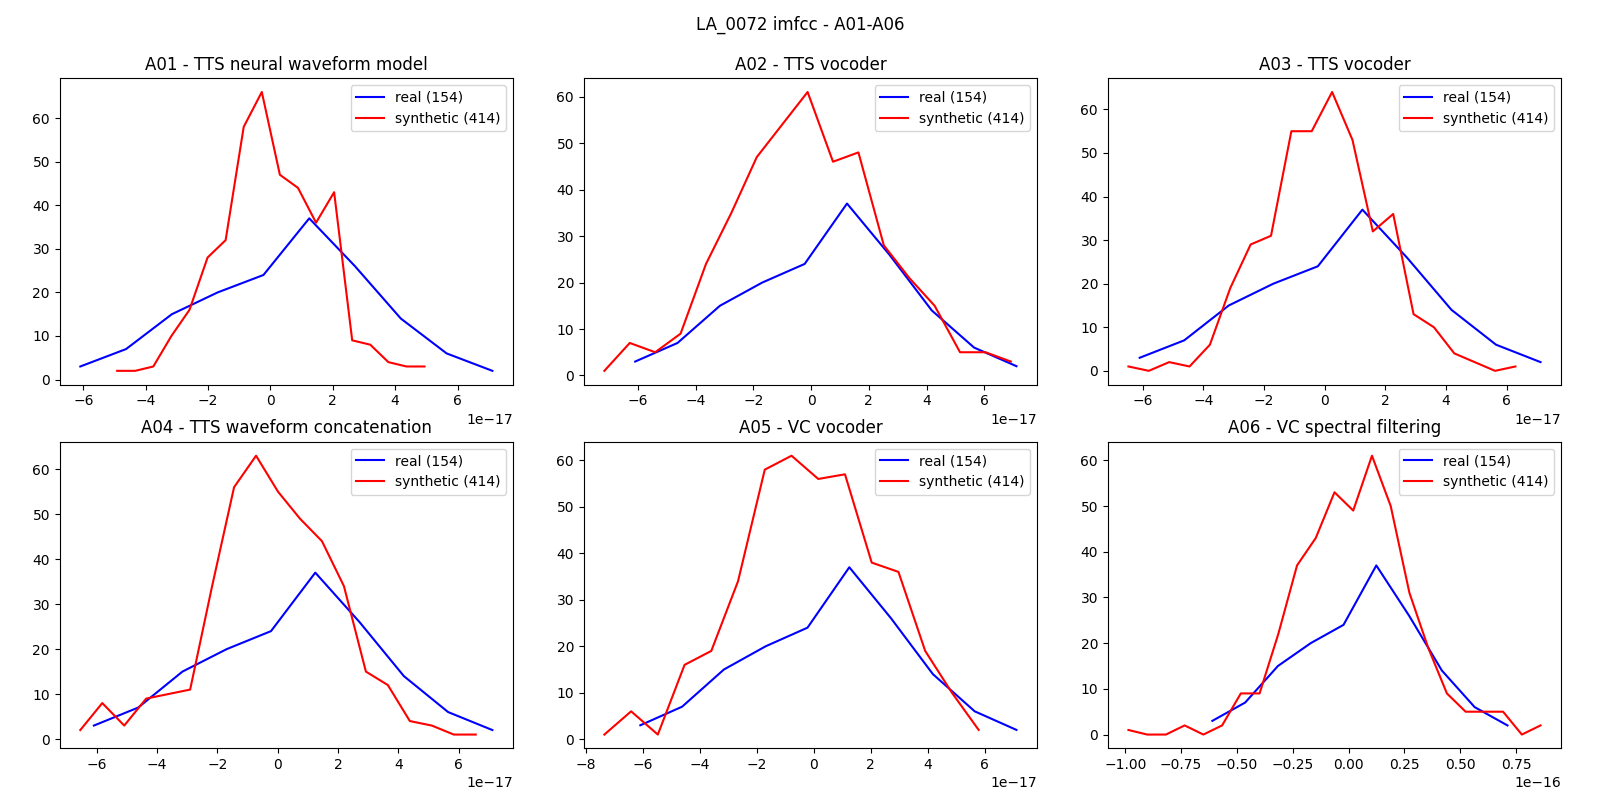 LA_0072 imfcc - A01-A06
A01 - TTS neural waveform model
real (154)
synthetic (414)
60
50
40
30
20
10
0
−6 −4 −2 0 2 4 6
1e−17
A02 - TTS vocoder
real (154)
synthetic (414)
60
50
40
30
20
10
0
−6 −4 −2 0 2 4 6
1e−17
A03 - TTS vocoder
real (154)
synthetic (414)
60
50
40
30
20
10
0
−6 −4 −2 0 2 4 6
1e−17
A04 - TTS waveform concatenation
real (154)
synthetic (414)
60
50
40
30
20
10
0
−6 −4 −2 0 2 4 6
1e−17
A05 - VC vocoder
real (154)
synthetic (414)
60
50
40
30
20
10
0
−8 −6 −4 −2 0 2 4 6
1e−17
A06 - VC spectral filtering
real (154)
synthetic (414)
60
50
40
30
20
10
0
−1.00 −0.75 −0.50 −0.25 0.00 0.25 0.50 0.75
1e−16